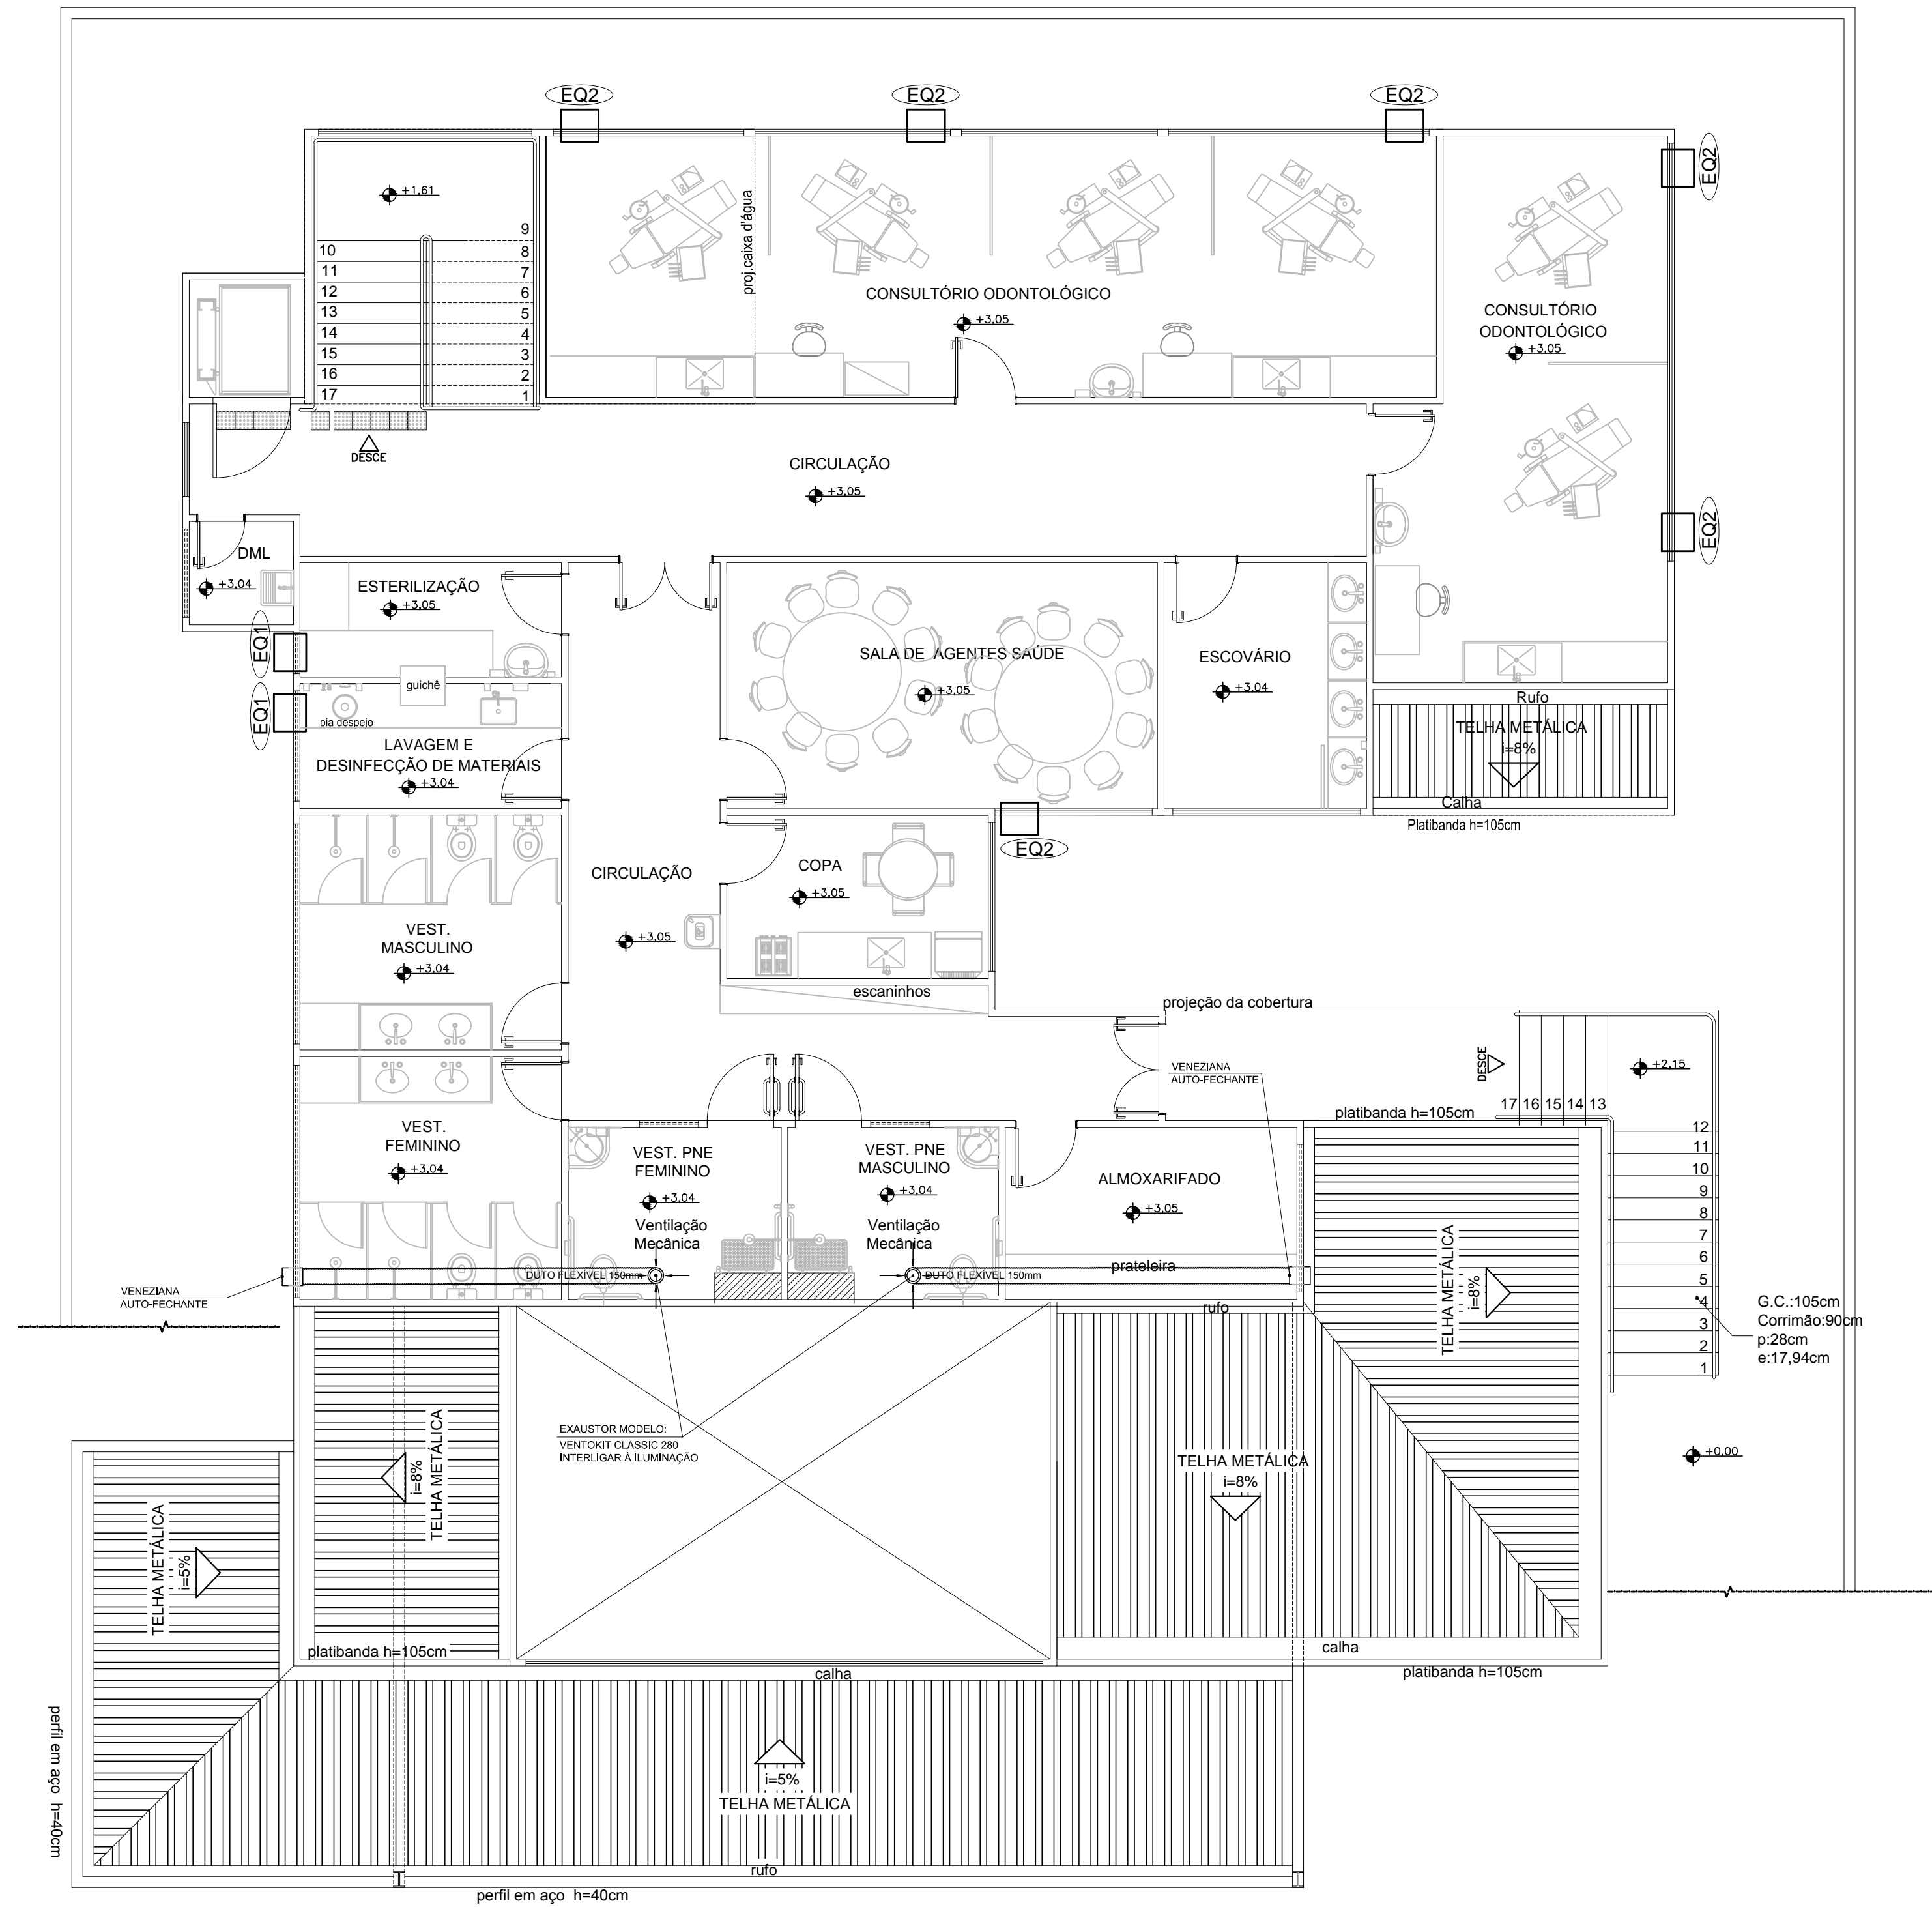 EQ2
EQ2
EQ2
EQ2
+1.61
proj.caixa d'água
9
10
8
11
7
12
6
13
5
14
4
15
3
16
2
17
1
CONSULTÓRIO ODONTOLÓGICO
+3.05
CONSULTÓRIO
ODONTOLÓGICO
+3.05
DESCE
CIRCULAÇÃO
+3.05
EQ2
DML
+3.04
ESTERILIZAÇÃO
+3.05
EQ1
guichê
EQ1
pia despejo
LAVAGEM E
DESINFECÇÃO DE MATERIAIS
+3.04
SALA DE AGENTES SAÚDE
+3.05
ESCOVÁRIO
+3.04
Rufo
TELHA METÁLICA
i=8%
Calha
Platibanda h=105cm
EQ2
CIRCULAÇÃO
+3.05
COPA
+3.05
VEST.
MASCULINO
+3.04
escaninhos
projeção da cobertura
VENEZIANA
AUTO-FECHANTE
DESCE
+2.15
17 16 15 14 13
platibanda h=105cm
12
11
10
9
8
7
6
5
4
3
2
1
VEST.
FEMININO
+3.04
VEST. PNE
FEMININO
+3.04
Ventilação
Mecânica
VEST. PNE
MASCULINO
+3.04
Ventilação
Mecânica
ALMOXARIFADO
+3.05
prateleira
DUTO FLEXÍVEL 150mm
DUTO FLEXÍVEL 150mm
VENEZIANA
AUTO-FECHANTE
rufo
TELHA METÁLICA
i=8%
G.C.:105cm
Corrimão:90cm
p:28cm
e:17,94cm
EXAUSTOR MODELO:
VENTOKIT CLASSIC 280
INTERLIGAR À ILUMINAÇÃO
i=8%
TELHA METÁLICA
TELHA METÁLICA
i=8%
+0.00
TELHA METÁLICA
i=5%
platibanda h=105cm
calha
calha
platibanda h=105cm
perfil em aço h=40cm
i=5%
TELHA METÁLICA
rufo
perfil em aço h=40cm